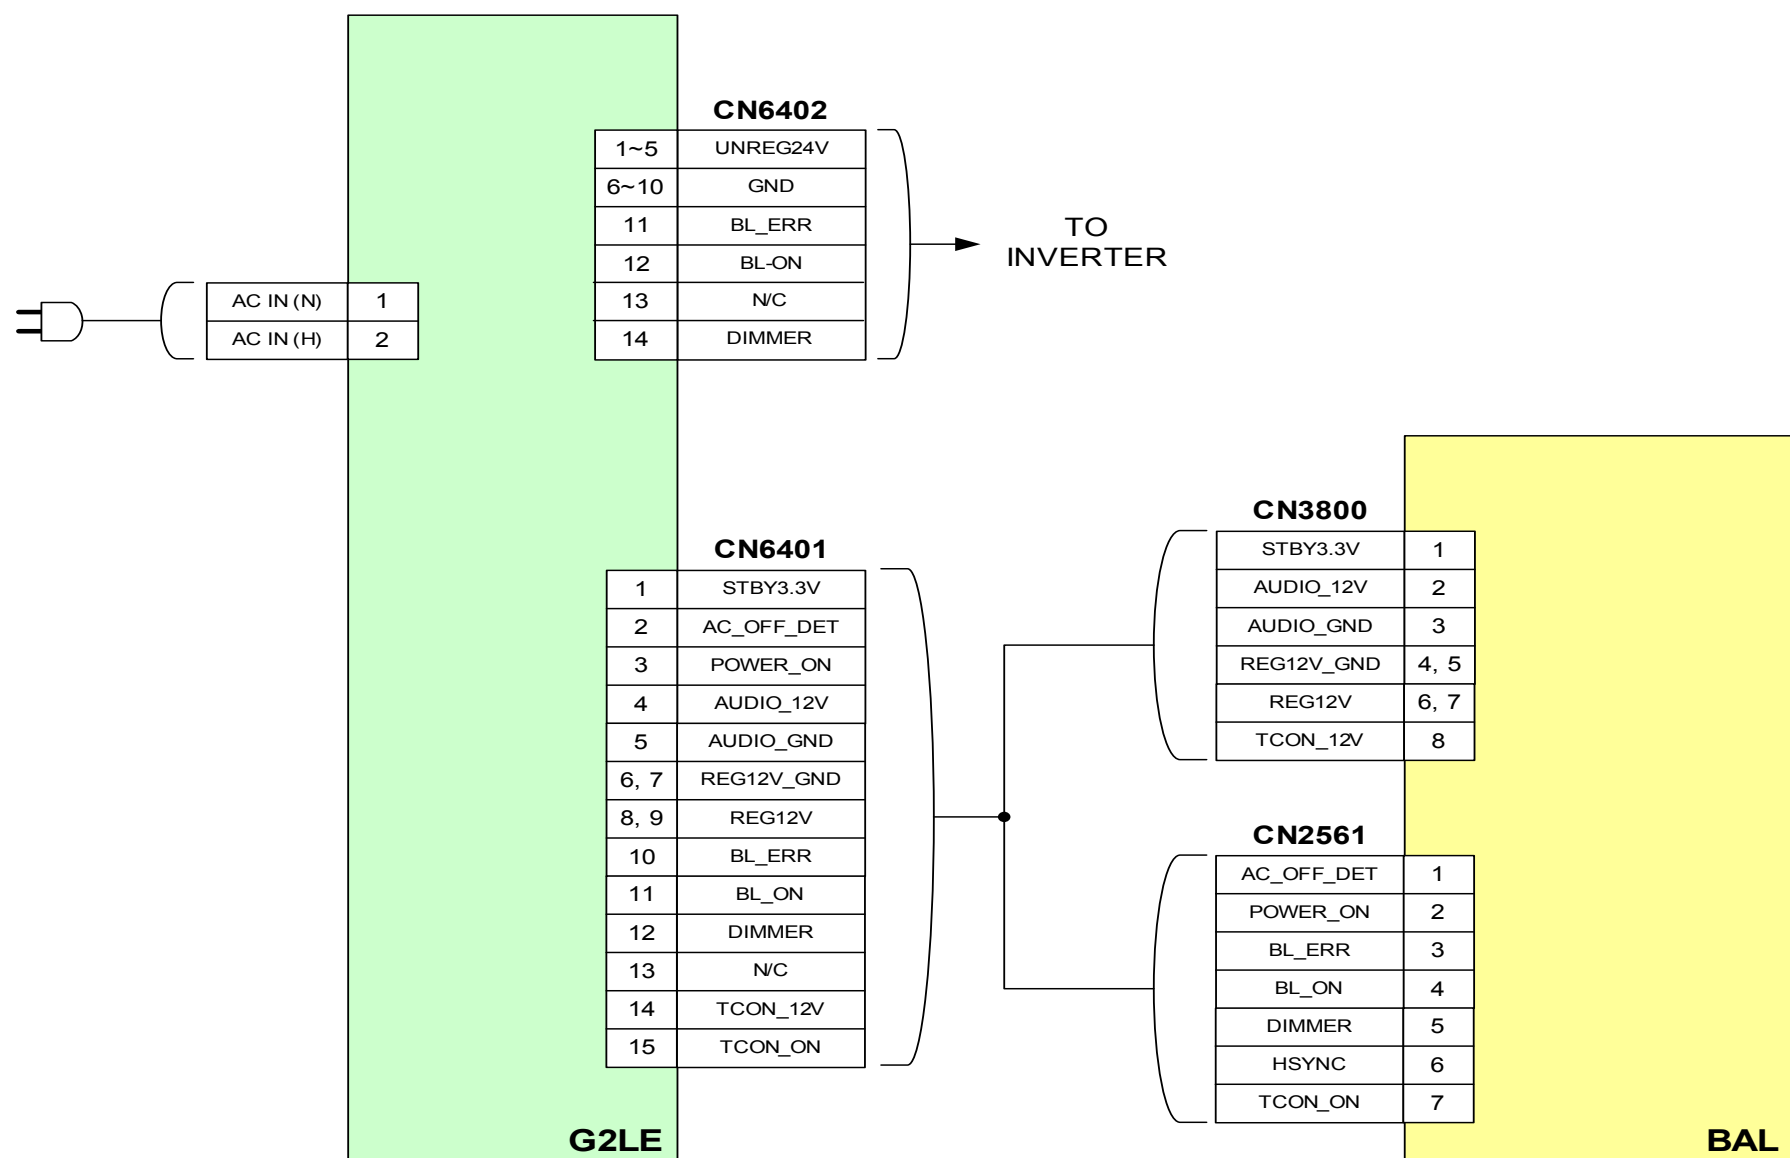 CN6402
1~5 UNREG24V
6~10 GND
11 BL_ERR
12 BL-ON
13 N/C
14 DIMMER
TO
INVERTER
AC IN (N) 1
AC IN (H) 2
CN6401
1 STBY3.3V
2 AC_OFF_DET
3 POWER_ON
4 AUDIO_12V
5 AUDIO_GND
6, 7 REG12V_GND
8, 9 REG12V
10 BL_ERR
11 BL_ON
12 DIMMER
13 N/C
14 TCON_12V
15 TCON_ON
G2LE
CN3800
STBY3.3V 1
AUDIO_12V 2
AUDIO_GND 3
REG12V_GND 4, 5
REG12V 6, 7
TCON_12V 8
CN2561
AC_OFF_DET 1
POWER_ON 2
BL_ERR 3
BL_ON 4
DIMMER 5
HSYNC 6
TCON_ON 7
BAL